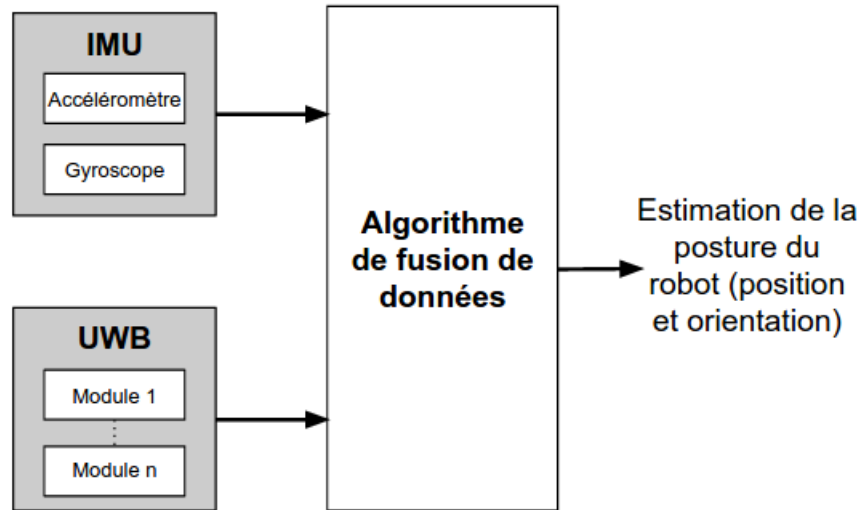 IMU
Accéléromètre
Gyroscope
UWB
Module 1
Module n
Algorithme
de fusion de
données
Estimation de la
posture du
robot (position
et orientation)